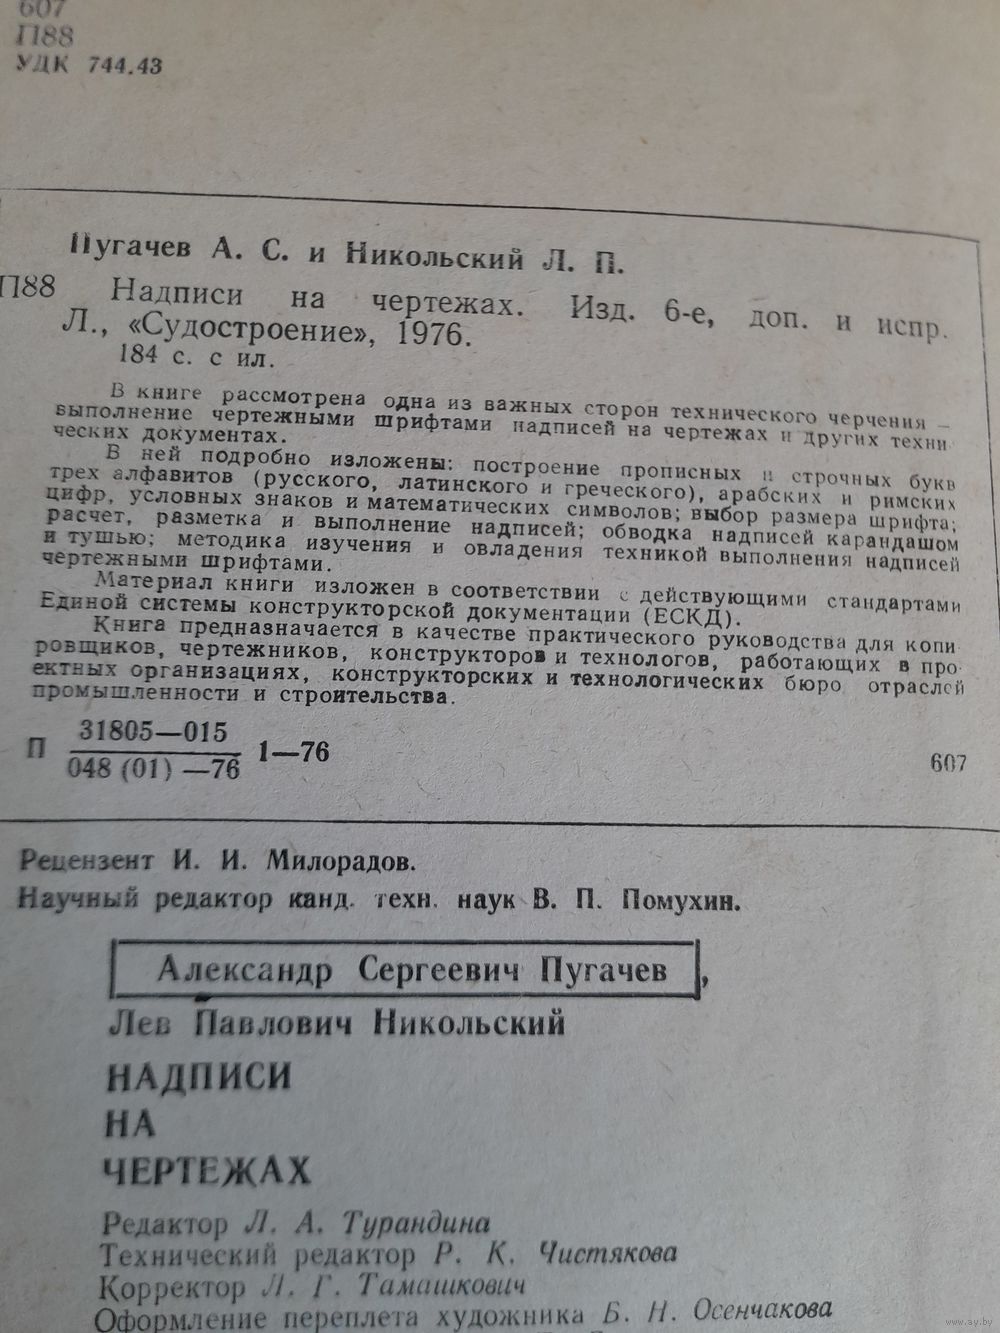 607
П88
УДК 744.43
Пугачев А. С. и Никольский Л. П.
П88 Надписи на чертежах. Изд. 6-е, доп. и испр.
Л., «Судостроение», 1976.
184 с. с ил.
В книге рассмотрена одна из важных сторон технического черчения —
выполнение чертежными шрифтами надписей на чертежах и других техни
ческих документах.
В ней подробно изложены: построение прописных и строчных букв
трех алфавитов (русского, латинского и греческого), арабских и римских
цифр, условных знаков и математических символов; выбор размера шрифта;
расчет, разметка и выполнение надписей; обводка надписей карандашом
и тушью; методика изучения и овладения техникой выполнения надписей
чертежными шрифтами.
Материал книги изложен в соответствии с действующими стандартами
Единой системы конструкторской документации (ЕСКД).
Книга предназначается в качестве практического руководства для копи
ровщиков, чертежников, конструкторов и технологов, работающих в про-
ектных организациях, конструкторских и технологических бюро отраслей
промышленности и строительства.
П 31805—015
048 (01) —76 1—76
607
Рецензент И. И. Милорадов.
Научный редактор канд. техн. наук В. П. Помухин.
Александр Сергеевич Пугачев,
Лев Павлович Никольский
НАДПИСИ
НА
ЧЕРТЕЖАХ
Редактор Л. А. Турандина
Технический редактор Р. К. Чистякова
Корректор Л. Г. Тамашкович
Оформление переплета художника Б. Н. Осенчакова
www.ay.by